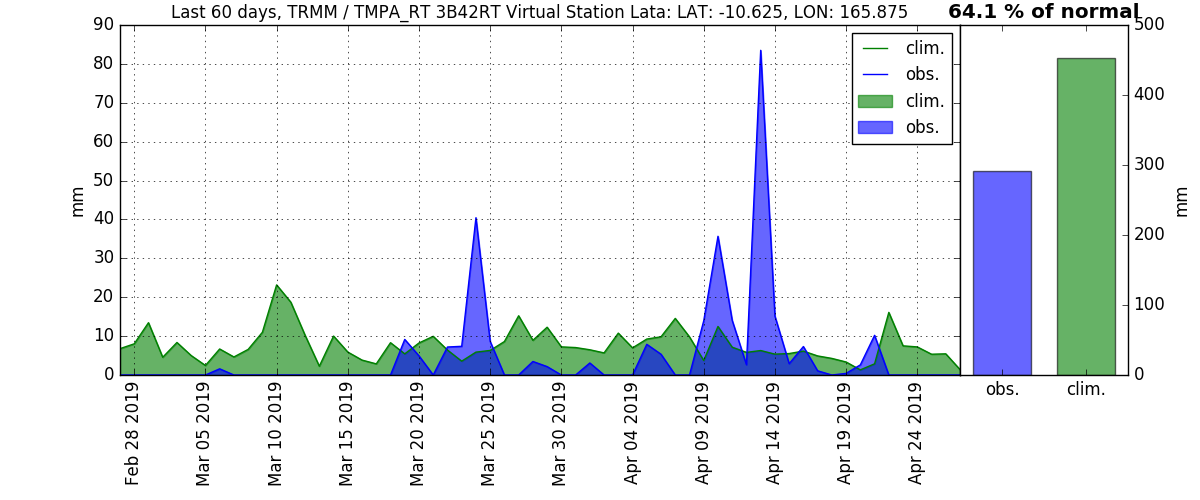 Last 60 days, TRMM / TMPA_RT 3B42RT Virtual Station Lata: LAT: -10.625, LON: 165.875
64.1 % of normal
90
80
70
60
50
40
30
20
10
0
mm
clim.
obs.
clim.
obs.
Feb 28 2019
Mar 05 2019
Mar 10 2019
Mar 15 2019
Mar 20 2019
Mar 25 2019
Mar 30 2019
Apr 04 2019
Apr 09 2019
Apr 14 2019
Apr 19 2019
Apr 24 2019
500
400
300
200
100
0
mm
obs.
clim.